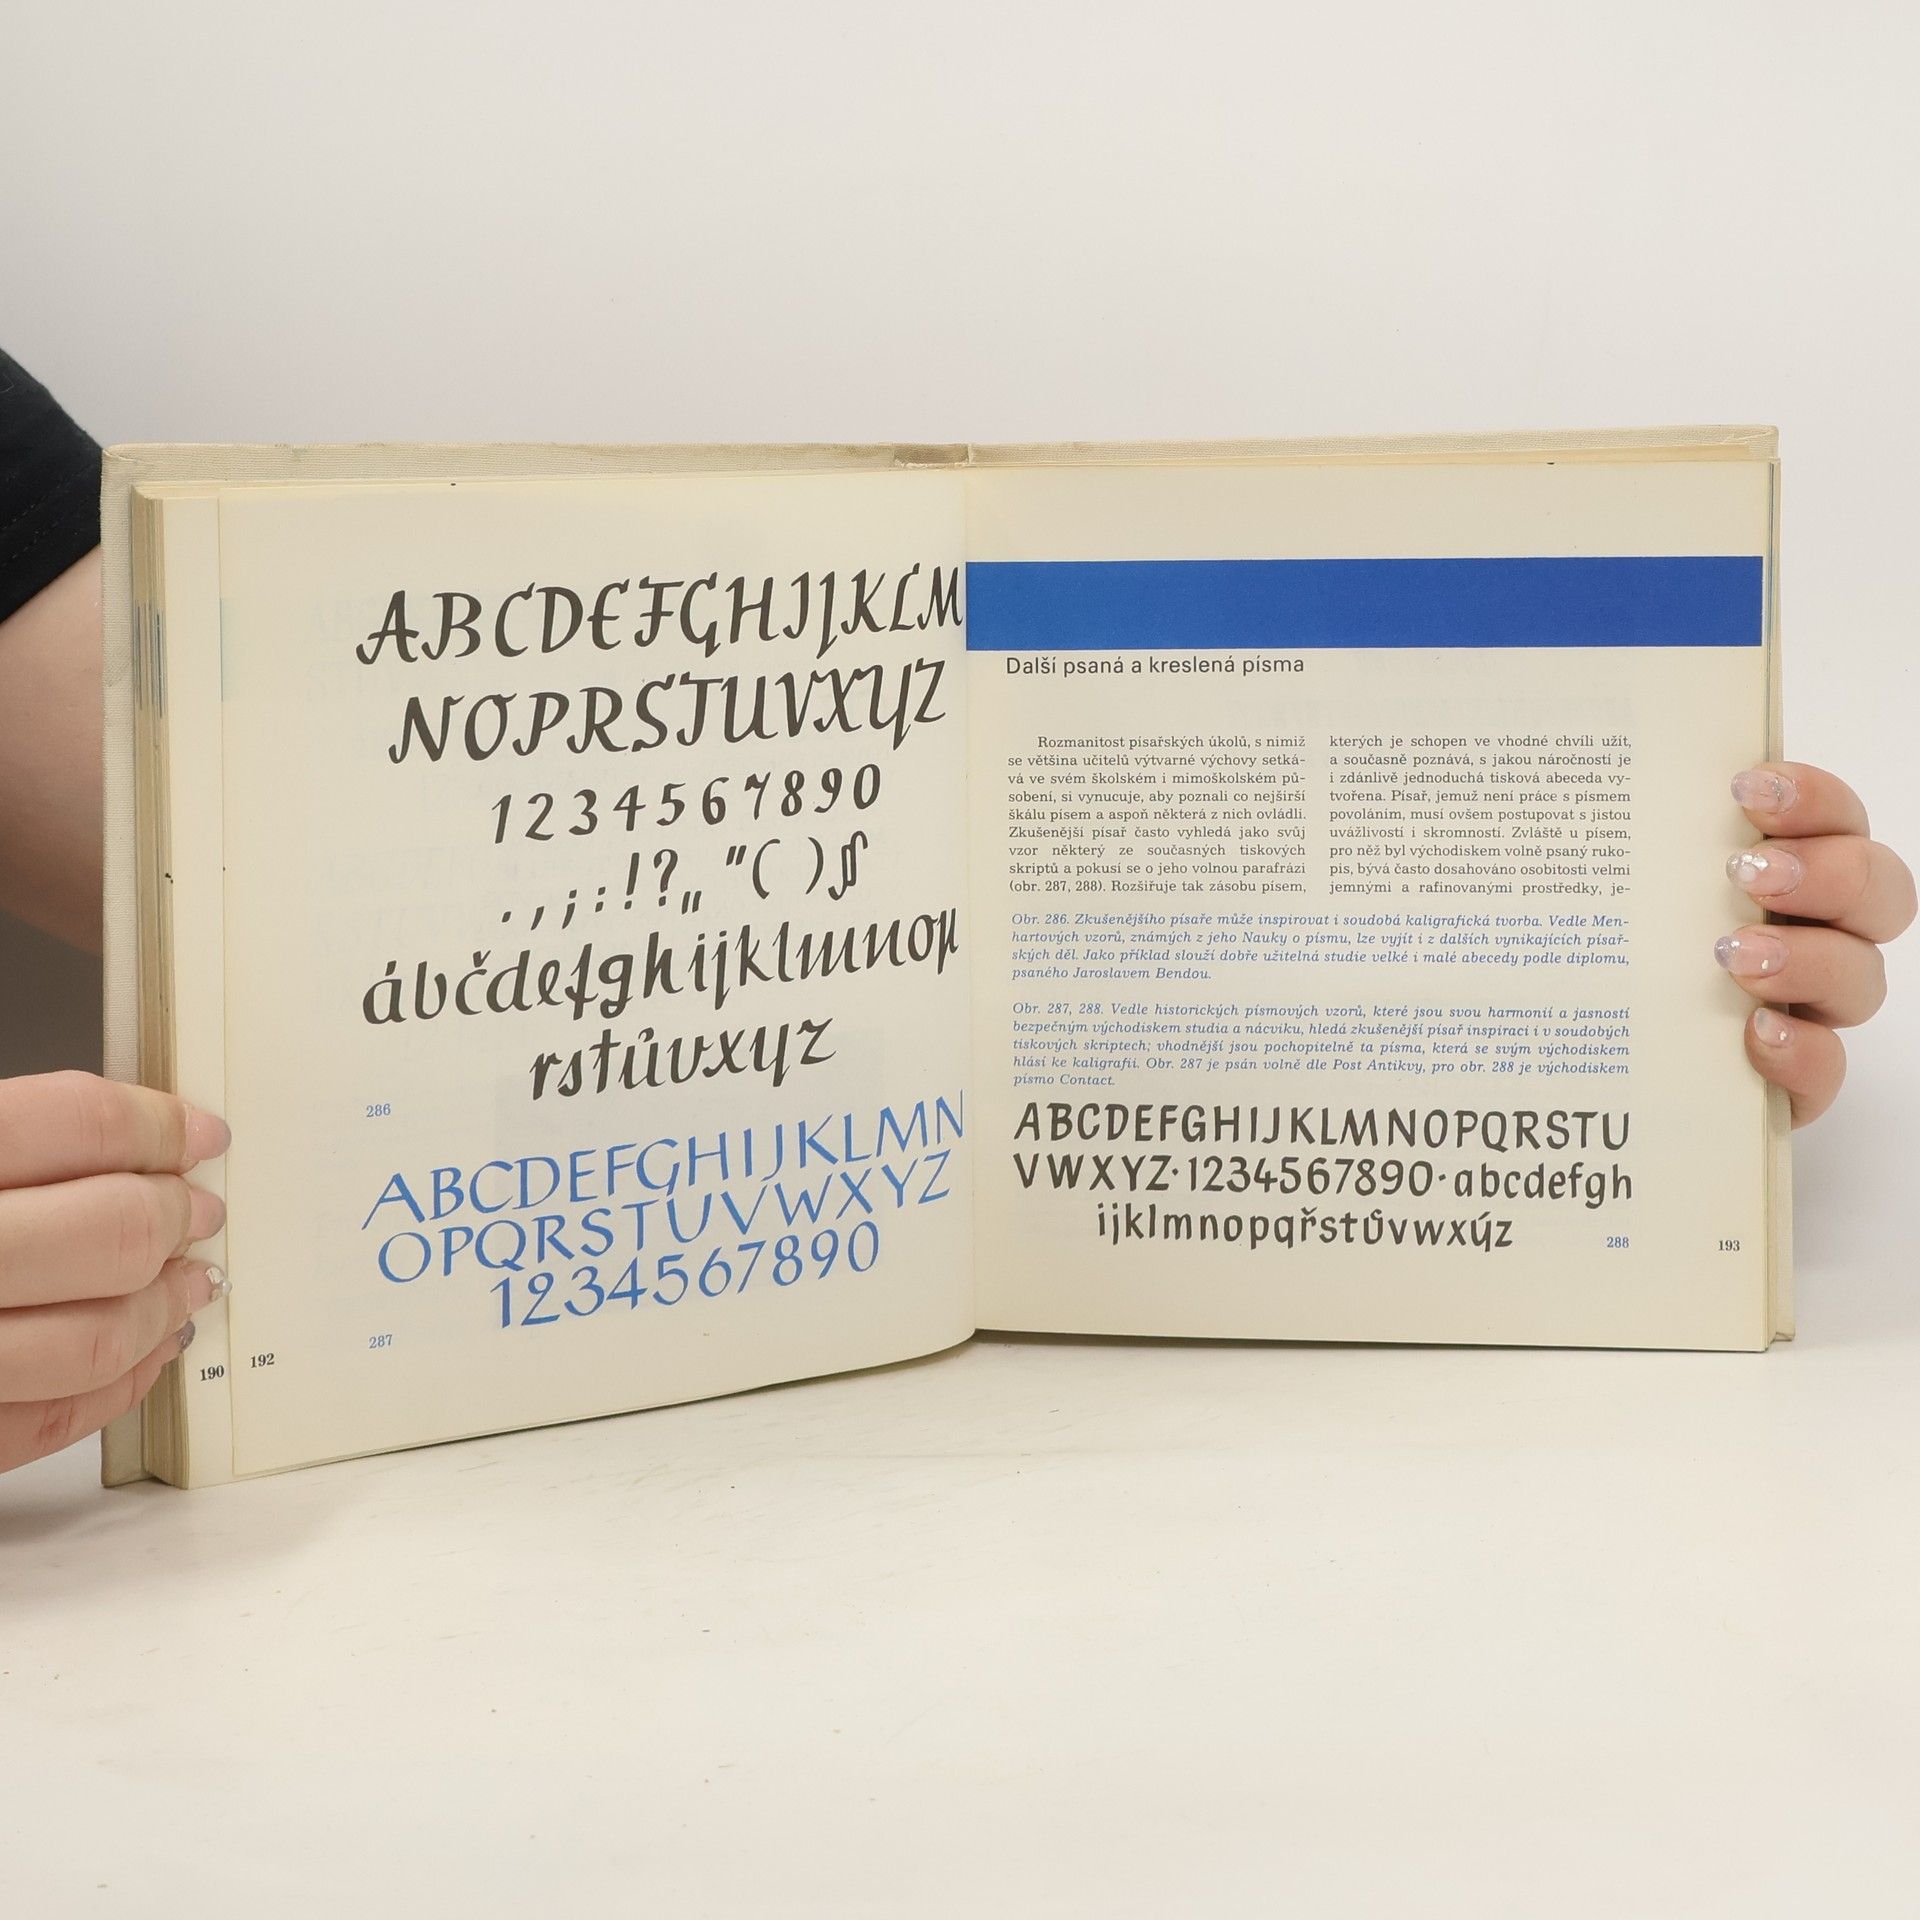 ABCDEFGHIJKLM
NOPRSTUVXYZ
1234567890
.,;:!?„"( )§
ábčdefghijklmnop
rstůvxyz
286
ABCDEFGHIJKLMN
OPQRSTUVWXYZ
1234567890
287
190
192
Další psaná a kreslená písma
Rozmanitost písařských úkolů, s nimiž
se většina učitelů výtvarné výchovy setká-
vá ve svém školském i mimoškolském pů-
sobení, si vynucuje, aby poznali co nejširší
škálu písem a aspoň některá z nich ovládli.
Zkušenější písař často vyhledá jako svůj
vzor některý ze současných tiskových
skriptů a pokusí se o jeho volnou parafrázi
(obr. 287, 288). Rozšiřuje tak zásobu písem,
kterých je schopen ve vhodné chvíli užít,
a současně poznává, s jakou náročností je
i zdánlivě jednoduchá tisková abeceda vy-
tvořena. Písař, jemuž není práce s písmem
povoláním, musí ovšem postupovat s jistou
uvážlivostí i skromností. Zvláště u písem,
pro něž byl východiskem volně psaný ruko-
pis, bývá často dosahováno osobitosti velmi
jemnými a rafinovanými prostředky, je-
Obr. 286. Zkušenějšího písaře může inspirovat i soudobá kaligrafická tvorba. Vedle Men-
hartových vzorů, známých z jeho Nauky o písmu, lze vyjít i z dalších vynikajících písař-
ských děl. Jako příklad slouží dobře užitelná studie velké i malé abecedy podle diplomu,
psaného Jaroslavem Bendou.
Obr. 287, 288. Vedle historických písmových vzorů, které jsou svou harmonií a jasností
bezpečným východiskem studia a nácviku, hledá zkušenější písař inspiraci i v soudobých
tiskových skriptech; vhodnější jsou pochopitelně ta písma, která se svým východiskem
hlásí ke kaligrafii. Obr. 287 je psán volně dle Post Antikvy, pro obr. 288 je východiskem
písmo Contact.
ABCDEFGHIJKLMNOPQRSTU
VWXYZ·1234567890·abcdefgh
ijklmnopqřstůvwxýz
288
193